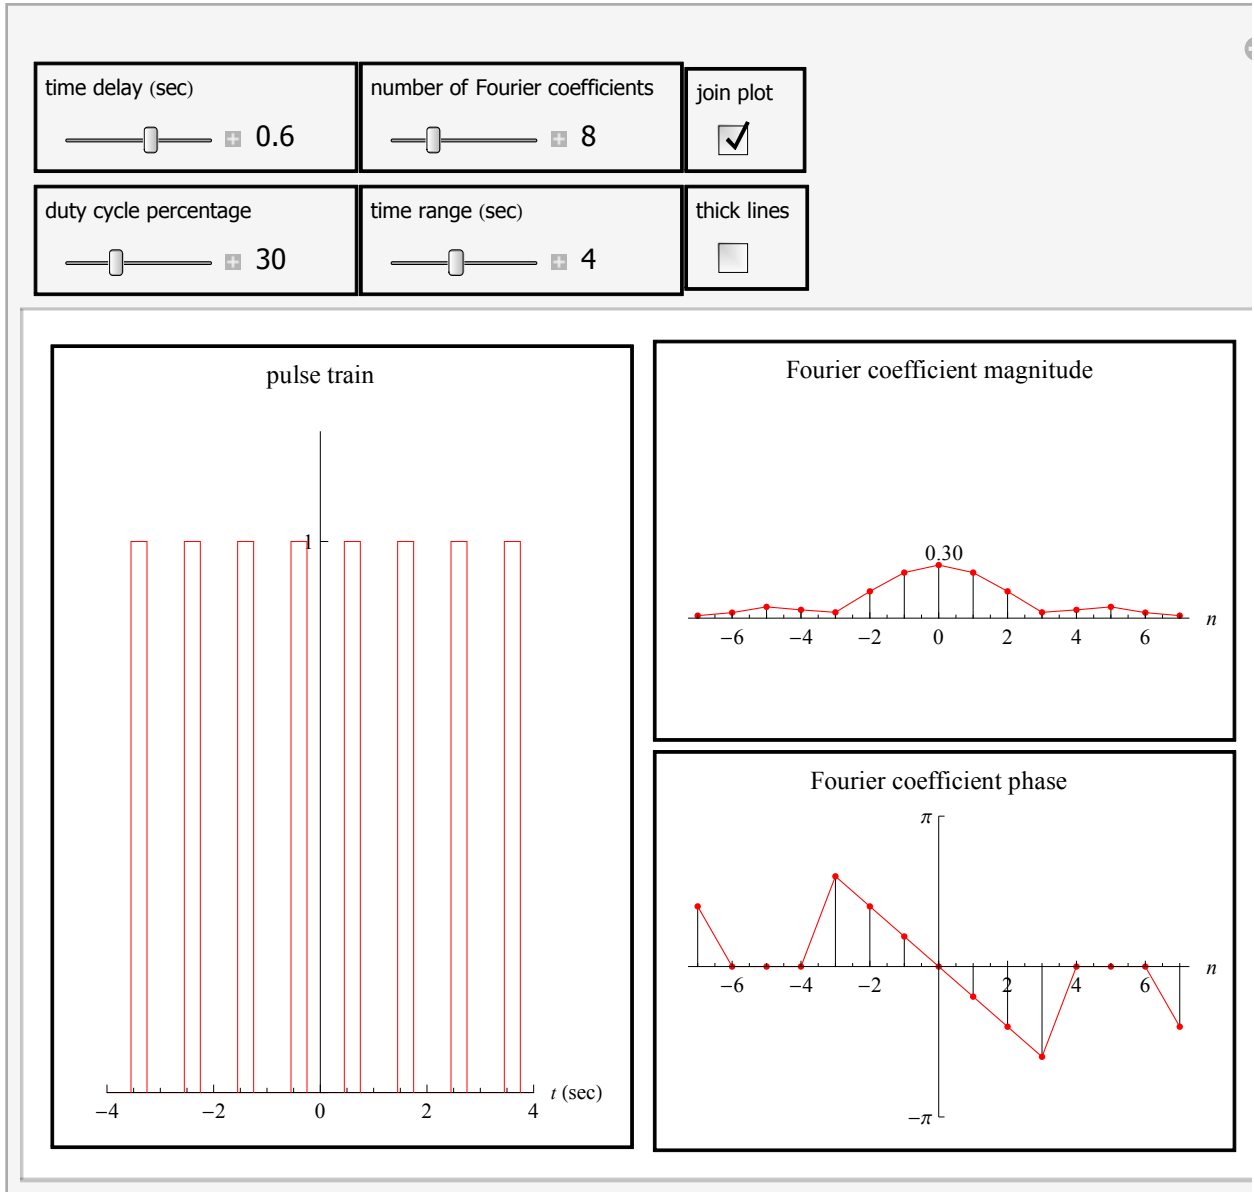 time delay (sec)
0.6
number of Fourier coefficients
8
join plot
duty cycle percentage
30
time range (sec)
4
thick lines
pulse train
1
t (sec)
−4 −2 0 2 4
Fourier coefficient magnitude
0.30
n
−6 −4 −2 0 2 4 6
Fourier coefficient phase
π
n
−6 −4 −2 2 4 6
−π